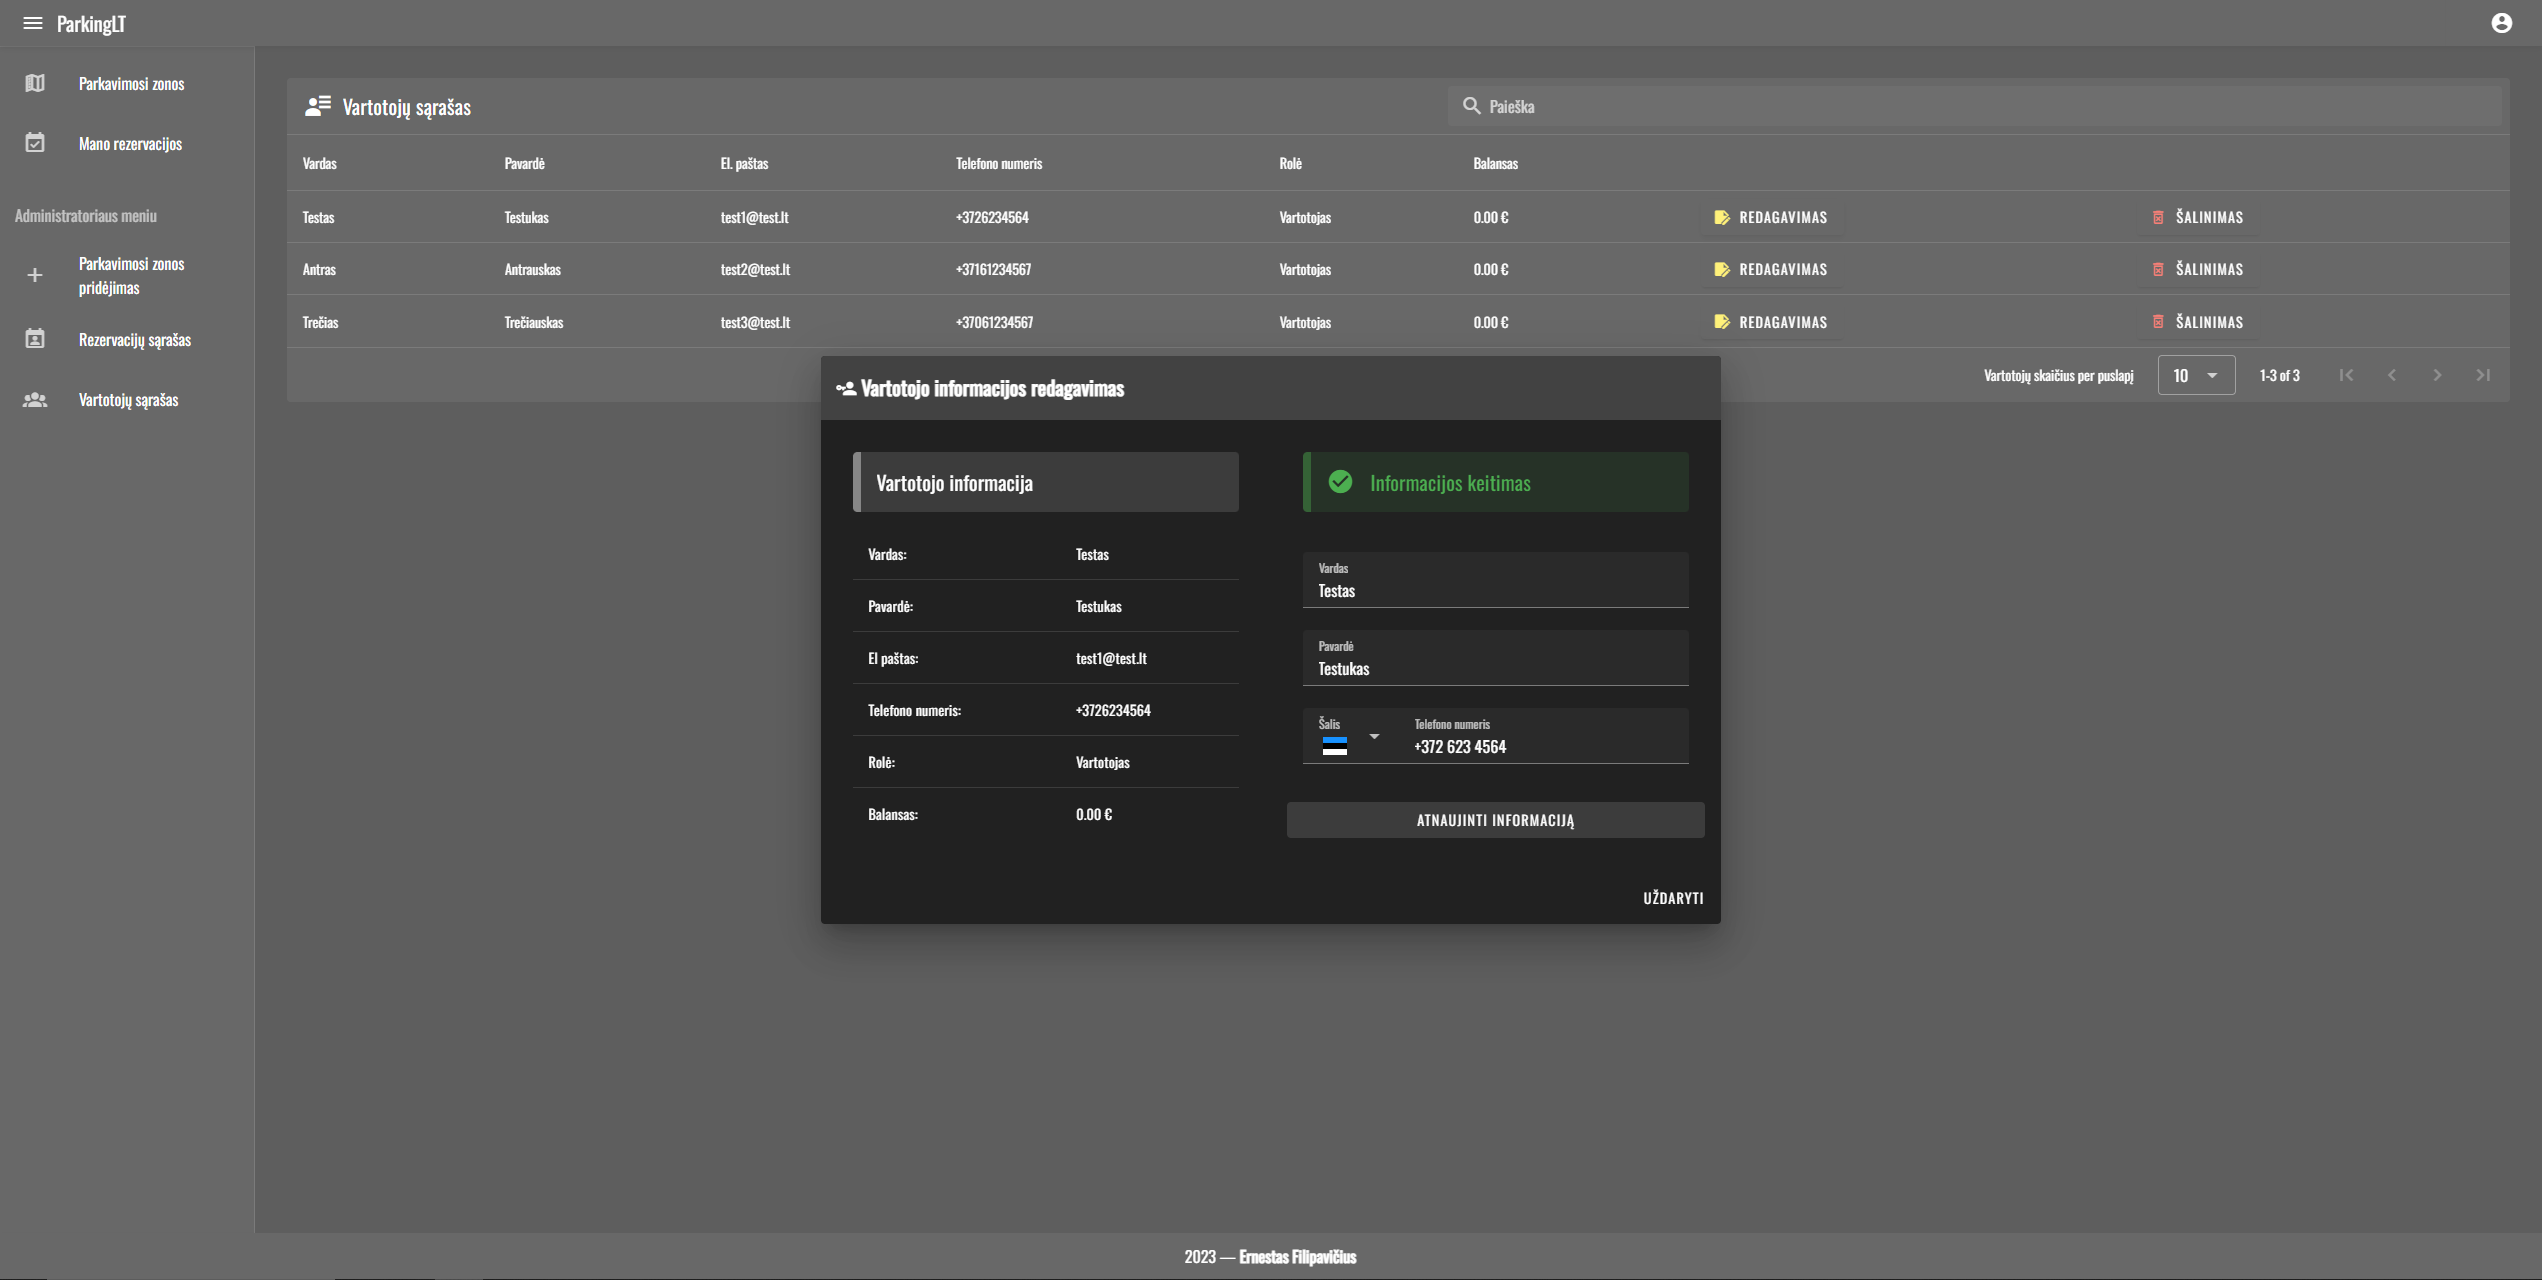 ParkingLT
Parkavimosi zonos
Mano rezervacijos
Administratoriaus meniu
Parkavimosi zonos
pridėjimas
Rezervacijų sąrašas
Vartotojų sąrašas
Vartotojų sąrašas
Paieška
Vardas Pavardė El. paštas Telefono numeris Rolė Balansas
Testas Testukas test1@test.lt +3726234564 Vartotojas 0.00 € REDAGAVIMAS ŠALINIMAS
Antras Antrauskas test2@test.lt +37161234567 Vartotojas 0.00 € REDAGAVIMAS ŠALINIMAS
Trečias Trečiauskas test3@test.lt +37061234567 Vartotojas 0.00 € REDAGAVIMAS ŠALINIMAS
Vartotojų skaičius per puslapį 10 1-3 of 3
Vartotojo informacijos redagavimas
Vartotojo informacija
Vardas: Testas
Pavardė: Testukas
El paštas: test1@test.lt
Telefono numeris: +3726234564
Rolė: Vartotojas
Balansas: 0.00 €
Informacijos keitimas
Vardas
Testas
Pavardė
Testukas
Šalis Telefono numeris
+372 623 4564
ATNAUJINTI INFORMACIJĄ
UŽDARYTI
2023 — Ernestas Filipavičius